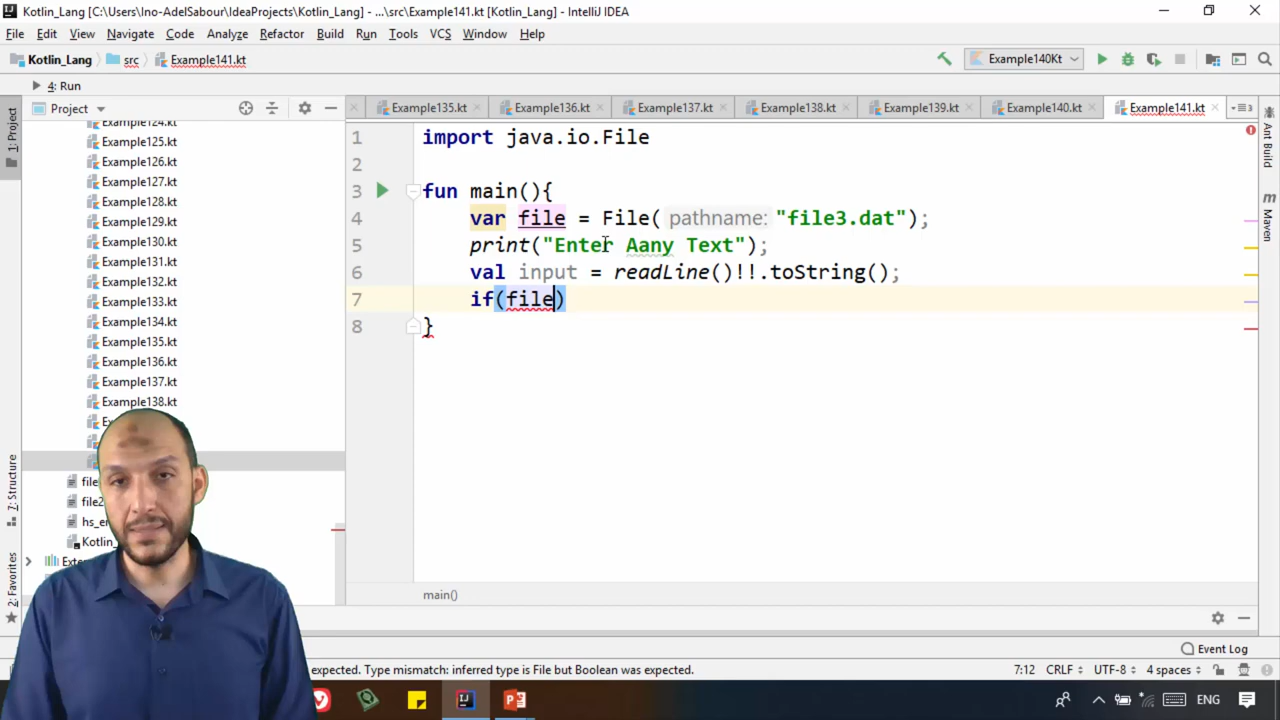 Kotlin_Lang [C:\Users\Ino-AdelSabour\IdeaProjects\Kotlin_Lang] - ...\src\Example141.kt [Kotlin_Lang] - IntelliJ IDEA
File Edit View Navigate Code Analyze Refactor Build Run Tools VCS Window Help
Kotlin_Lang src Example141.kt Example140Kt
4: Run
Project Example135.kt Example136.kt Example137.kt Example138.kt Example139.kt Example140.kt Example141.kt
1: Project
Example124.kt
Example125.kt
Example126.kt
Example127.kt
Example128.kt
Example129.kt
Example130.kt
Example131.kt
Example132.kt
Example133.kt
Example134.kt
Example135.kt
Example136.kt
Example137.kt
Example138.kt
file2
Kotlin_
7: Structure
2: Favorites
1 import java.io.File
2
3 fun main(){
4 var file = File( pathname: "file3.dat");
5 print("Enter Aany Text");
6 val input = readLine()!!.toString();
7 if(file)
8 }
main()
Ant Build
Maven
Event Log
expected. Type mismatch: inferred type is File but Boolean was expected. 7:12 CRLF UTF-8 4 spaces
ENG